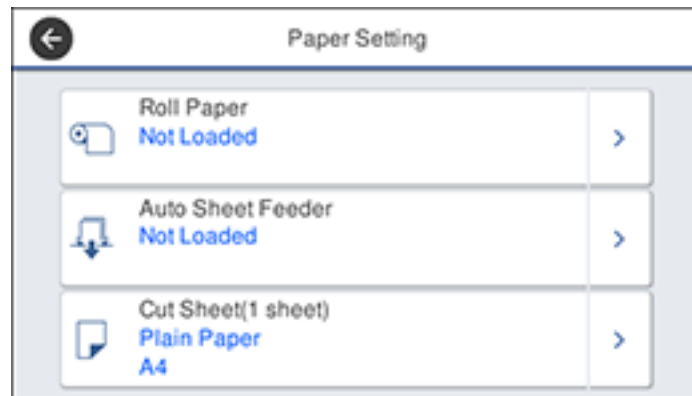 Paper Setting
Roll Paper
Not Loaded
Auto Sheet Feeder
Not Loaded
Cut Sheet(1 sheet)
Plain Paper
A4